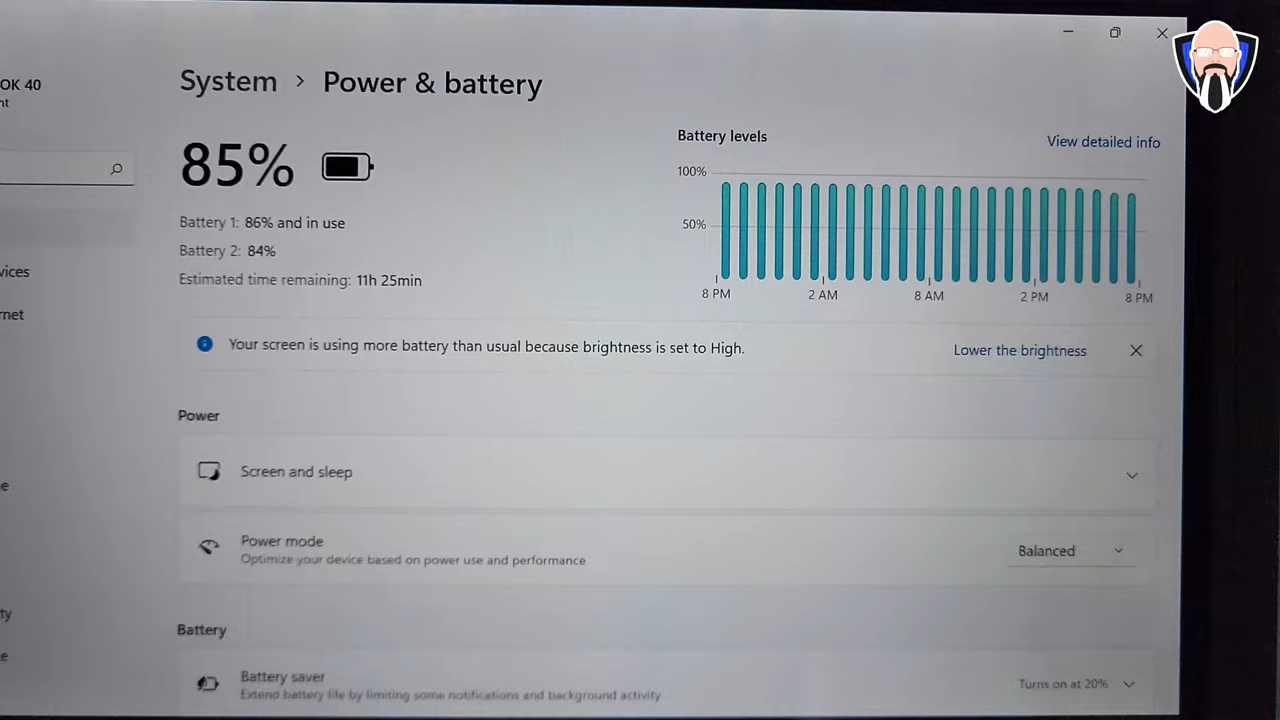 OK 40
nt
System > Power & battery
85%
Battery 1: 86% and in use
Battery 2: 84%
Estimated time remaining: 11h 25min
Battery levels
View detailed info
100%
50%
8 PM 2 AM 8 AM 2 PM 8 PM
vices
rnet
Your screen is using more battery than usual because brightness is set to High.
Lower the brightness
Power
Screen and sleep
e
Power mode
Optimize your device based on power use and performance
Balanced
ty
Battery
e
Battery saver
Extend battery life by limiting some notifications and background activity
Turns on at 20%